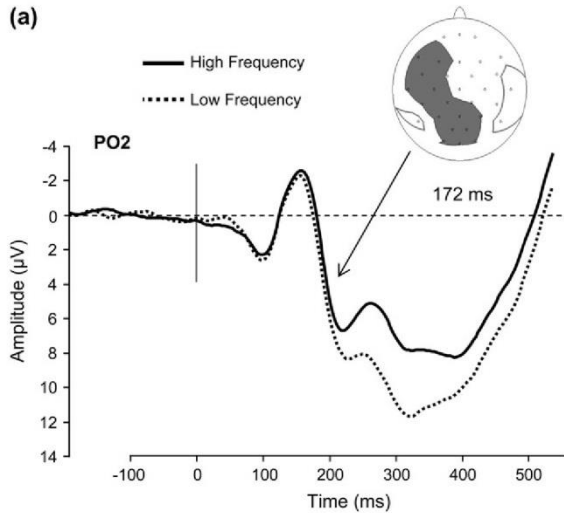 (a)
High Frequency
Low Frequency
PO2
172 ms
Amplitude (µV)
-4
-2
0
2
4
6
8
10
12
14
-100 0 100 200 300 400 500
Time (ms)